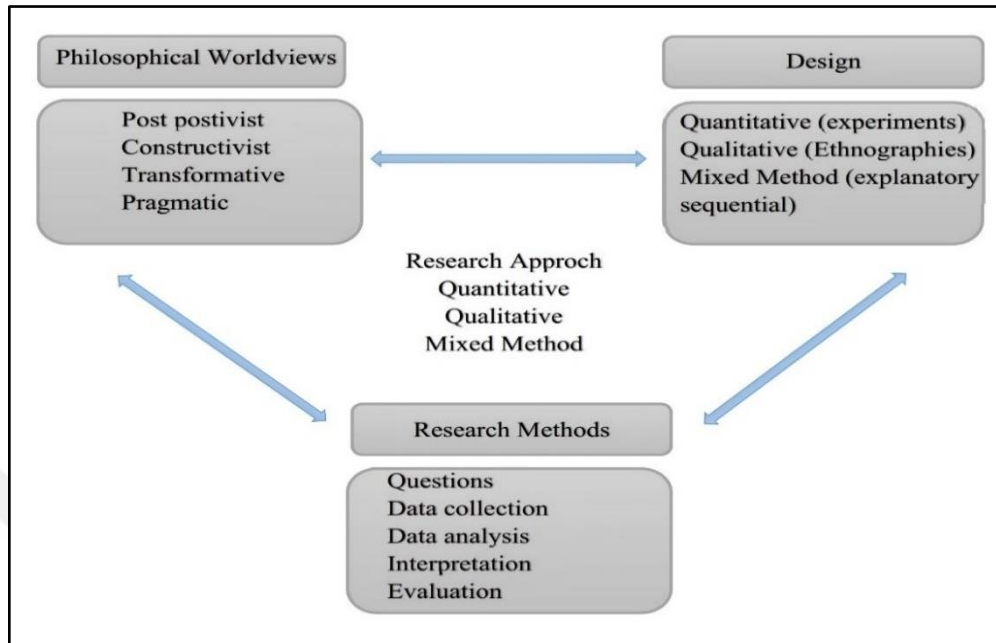 Philosophical Worldviews
Post postivist
Constructivist
Transformative
Pragmatic
Design
Quantitative (experiments)
Qualitative (Ethnographies)
Mixed Method (explanatory
sequential)
Research Approch
Quantitative
Qualitative
Mixed Method
Research Methods
Questions
Data collection
Data analysis
Interpretation
Evaluation